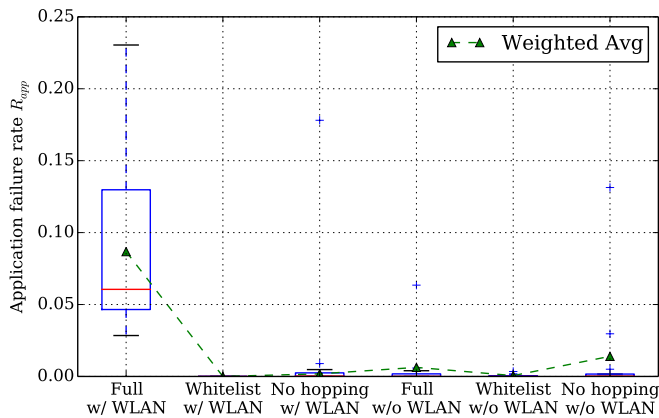 0.25
0.20
0.15
0.10
0.05
0.00
Application failure rate R_app
Weighted Avg
Full
w/ WLAN
Whitelist
w/ WLAN
No hopping
w/ WLAN
Full
w/o WLAN
Whitelist
w/o WLAN
No hopping
w/o WLAN